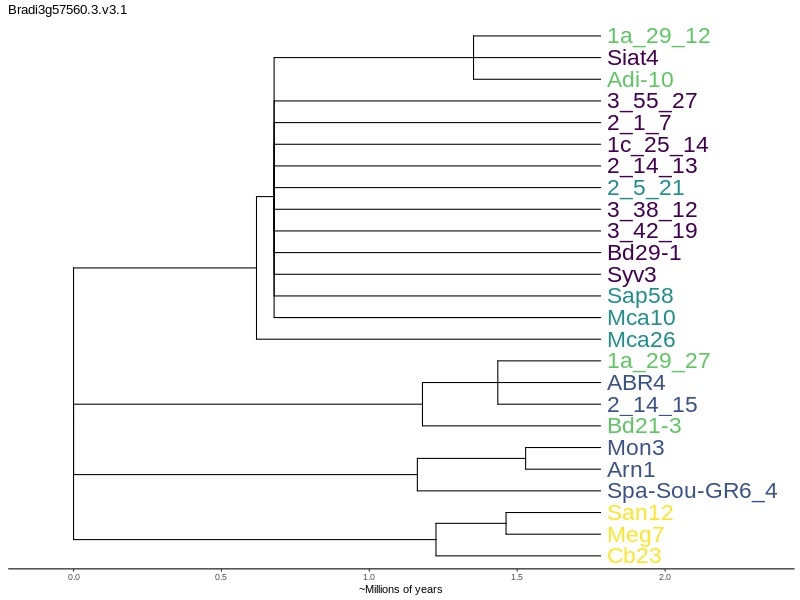 Bradi3g57560.3.v3.1
1a_29_12
Siat4
Adi-10
3_55_27
2_1_7
1c_25_14
2_14_13
2_5_21
3_38_12
3_42_19
Bd29-1
Syv3
Sap58
Mca10
Mca26
1a_29_27
ABR4
2_14_15
Bd21-3
Mon3
Arn1
Spa-Sou-GR6_4
San12
Meg7
Cb23
0.0 0.5 1.0 1.5 2.0
~Millions of years